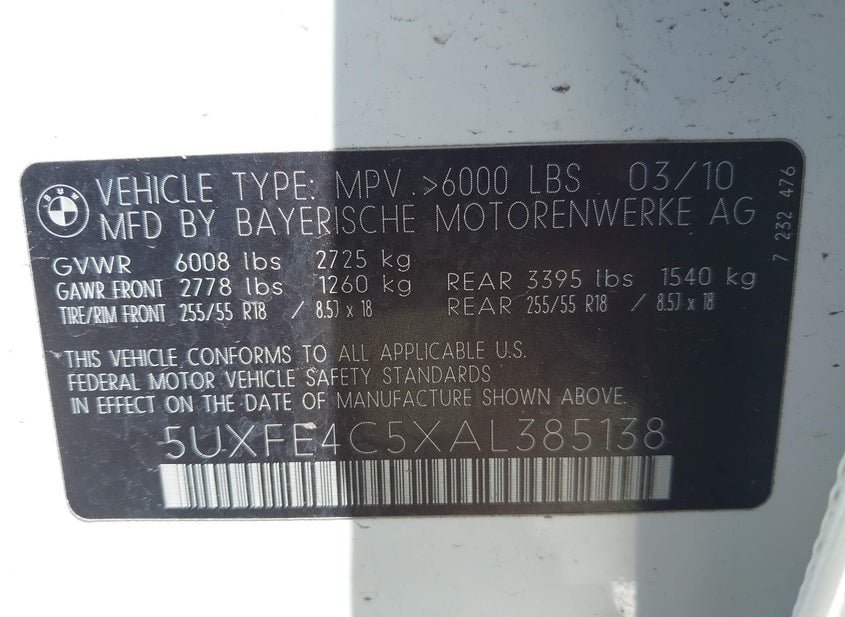 BMW
VEHICLE TYPE: MPV >6000 LBS 03/10
MFD BY BAYERISCHE MOTORENWERKE AG
GVWR 6008 lbs 2725 kg
GAWR FRONT 2778 lbs 1260 kg REAR 3395 lbs 1540 kg
TIRE/RIM FRONT 255/55 R18 / 8.5J x 18 REAR 255/55 R18 / 8.5J x 18
THIS VEHICLE CONFORMS TO ALL APPLICABLE U.S.
FEDERAL MOTOR VEHICLE SAFETY STANDARDS
IN EFFECT ON THE DATE OF MANUFACTURE SHOWN ABOVE.
5UXFE4C5XAL385138
7 232 476